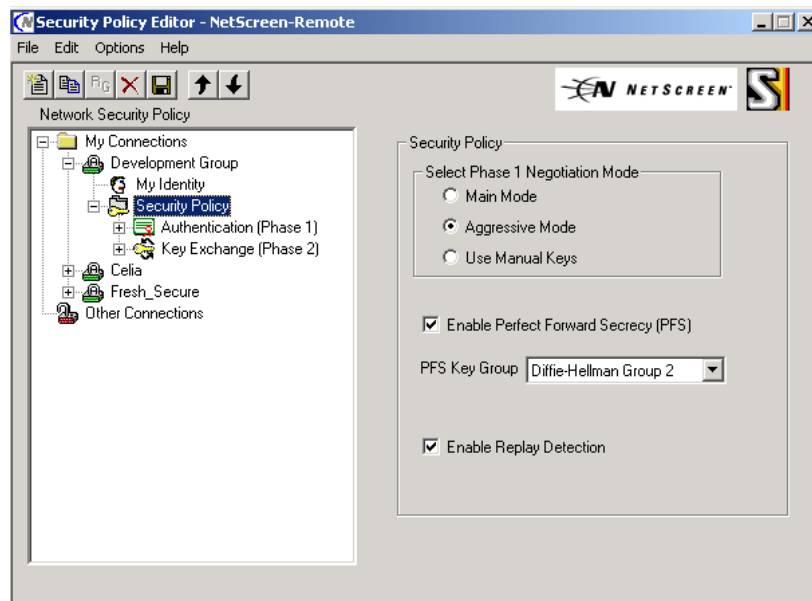 Security Policy Editor - NetScreen-Remote
File Edit Options Help
NETSCREEN
Network Security Policy
My Connections
Development Group
My Identity
Security Policy
Authentication (Phase 1)
Key Exchange (Phase 2)
Celia
Fresh_Secure
Other Connections
Security Policy
Select Phase 1 Negotiation Mode
Main Mode
Aggressive Mode
Use Manual Keys
Enable Perfect Forward Secrecy (PFS)
PFS Key Group Diffie-Hellman Group 2
Enable Replay Detection